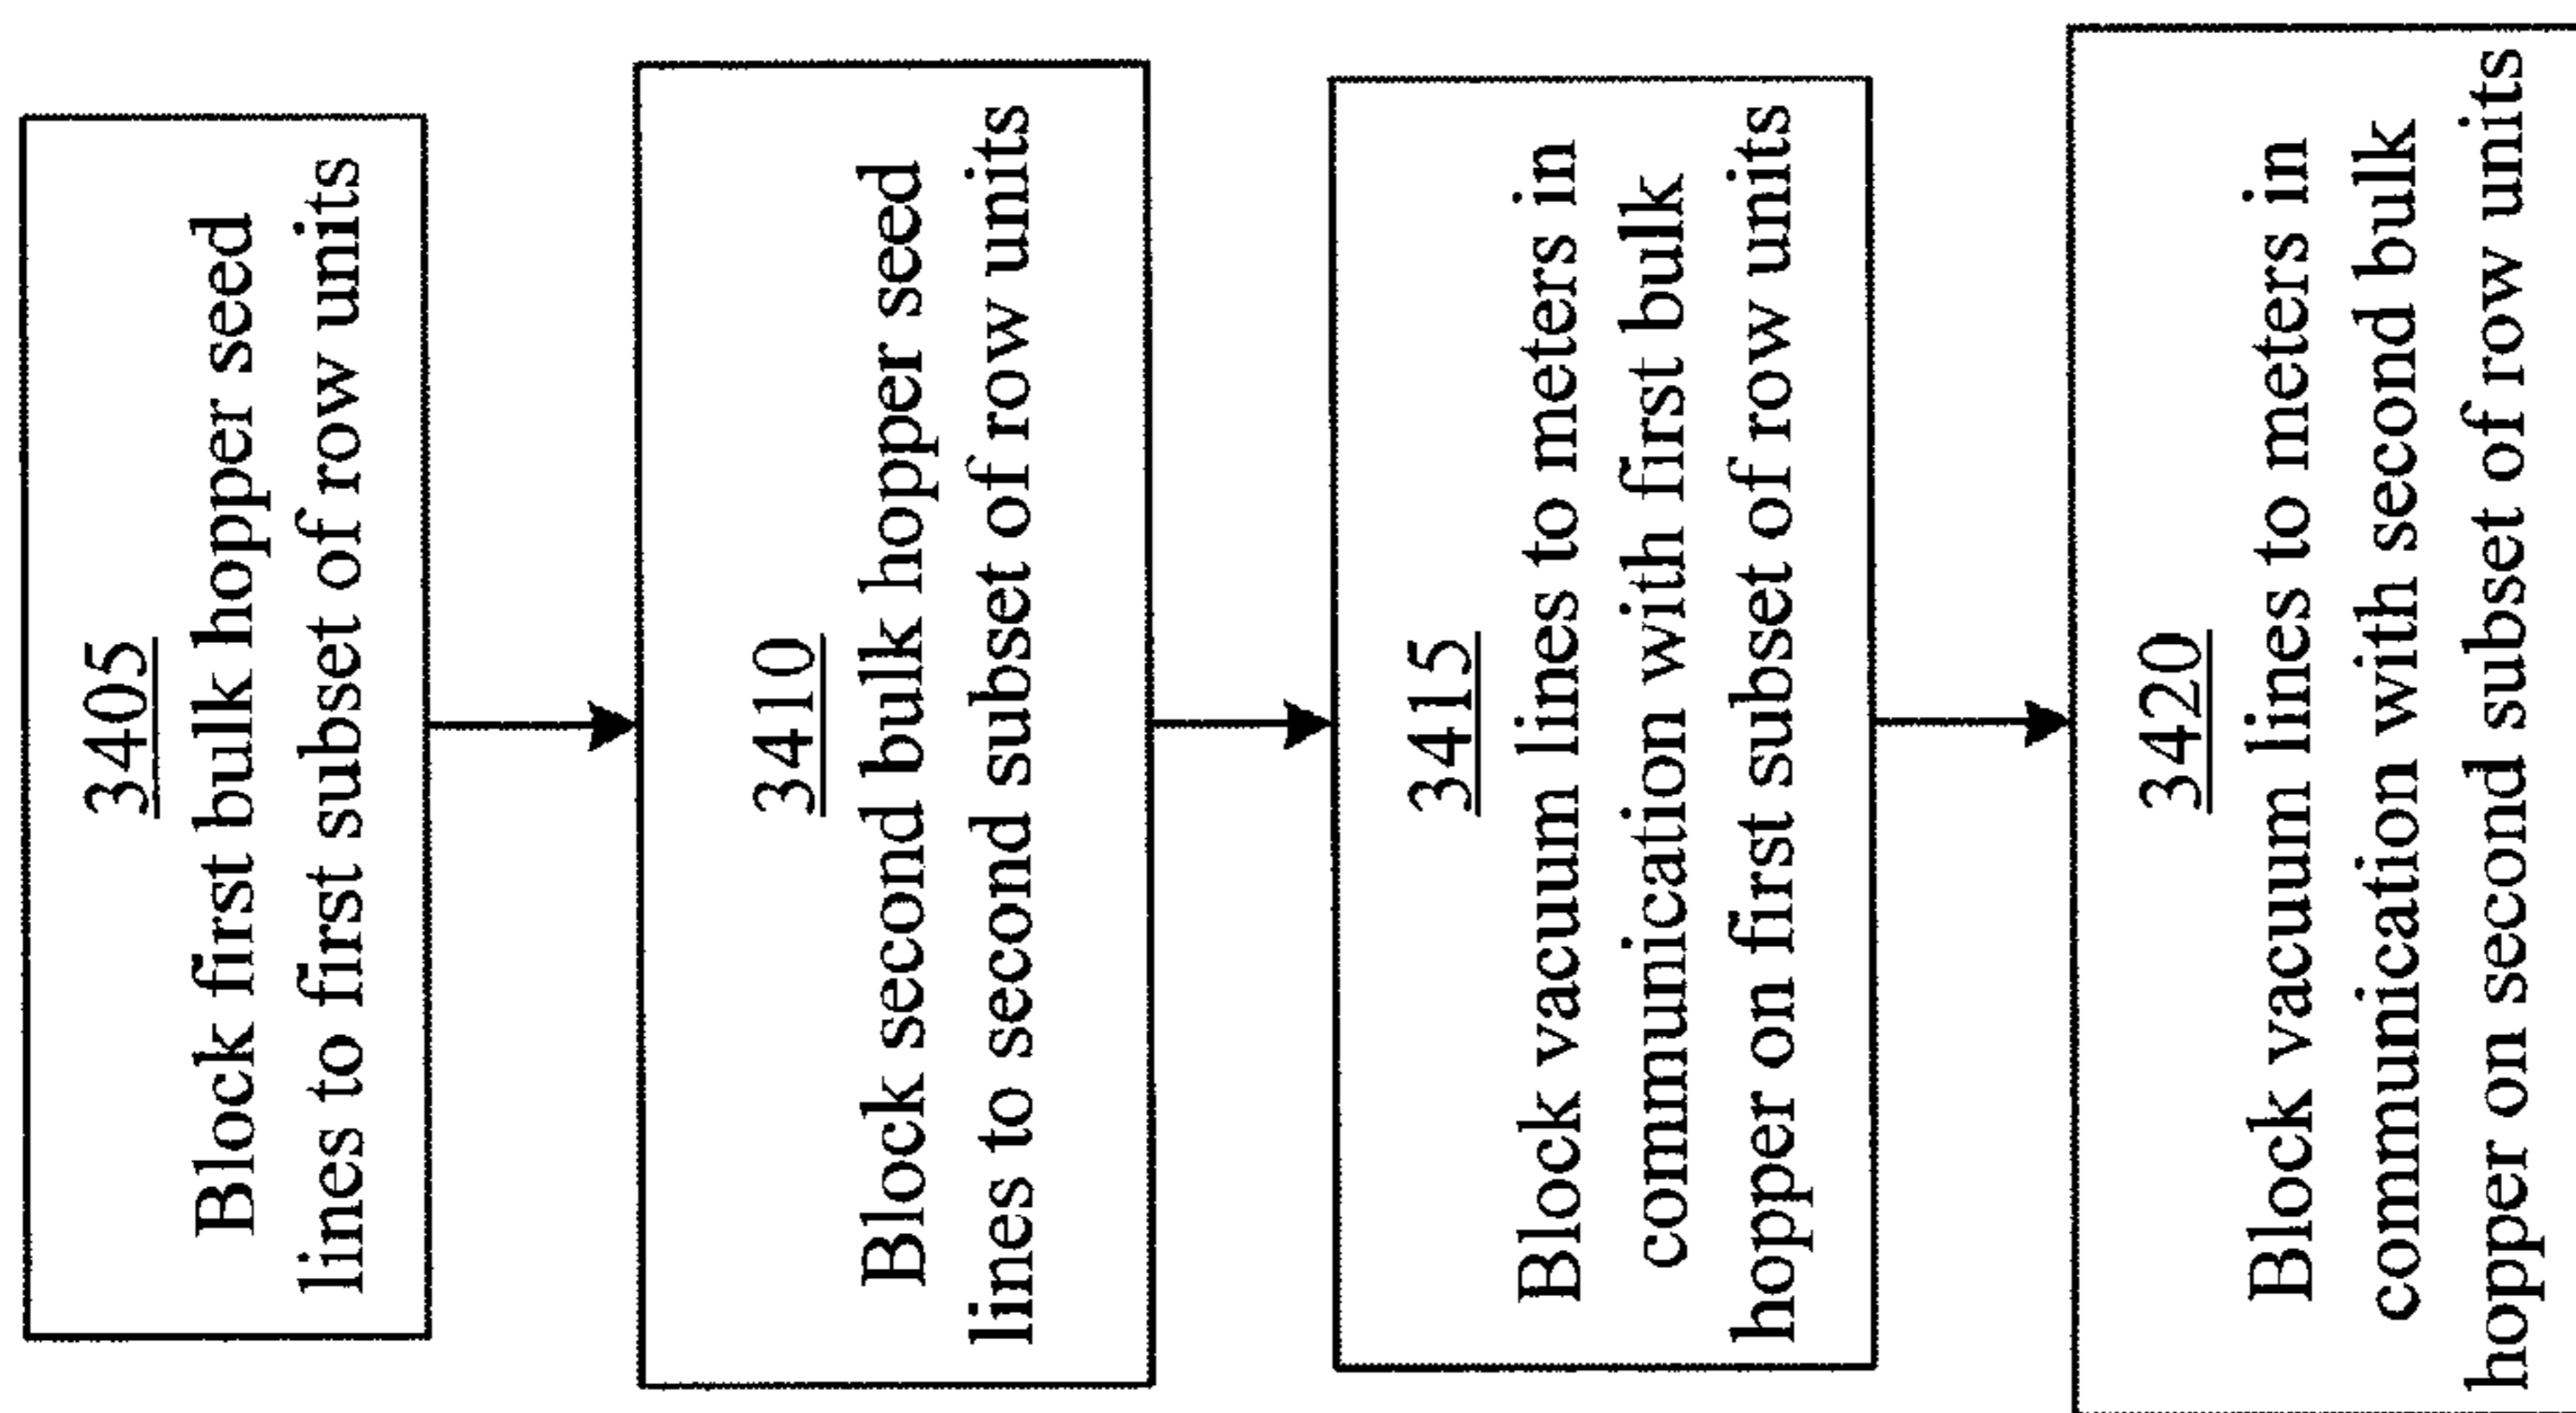 3405
Block first bulk hopper seed
lines to first subset of row units
3410
Block second bulk hopper seed
lines to second subset of row units
3415
Block vacuum lines to meters in
communication with first bulk
hopper on first subset of row units
3420
Block vacuum lines to meters in
communication with second bulk
hopper on second subset of row units